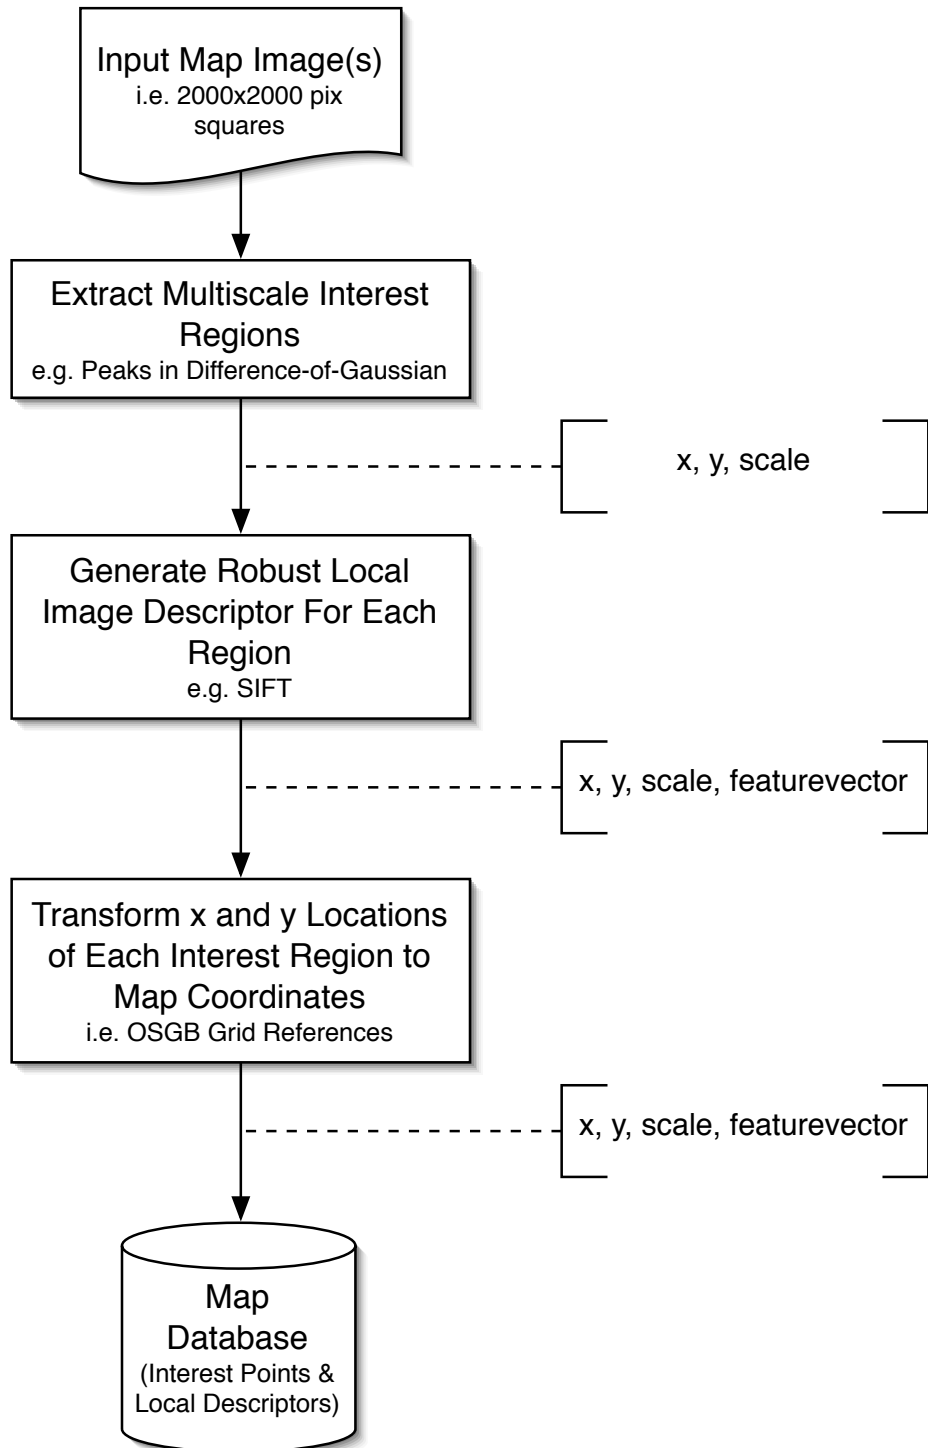 Input Map Image(s)
i.e. 2000x2000 pix
squares
Extract Multiscale Interest
Regions
e.g. Peaks in Difference-of-Gaussian
x, y, scale
Generate Robust Local
Image Descriptor For Each
Region
e.g. SIFT
x, y, scale, featurevector
Transform x and y Locations
of Each Interest Region to
Map Coordinates
i.e. OSGB Grid References
x, y, scale, featurevector
Map
Database
(Interest Points &
Local Descriptors)